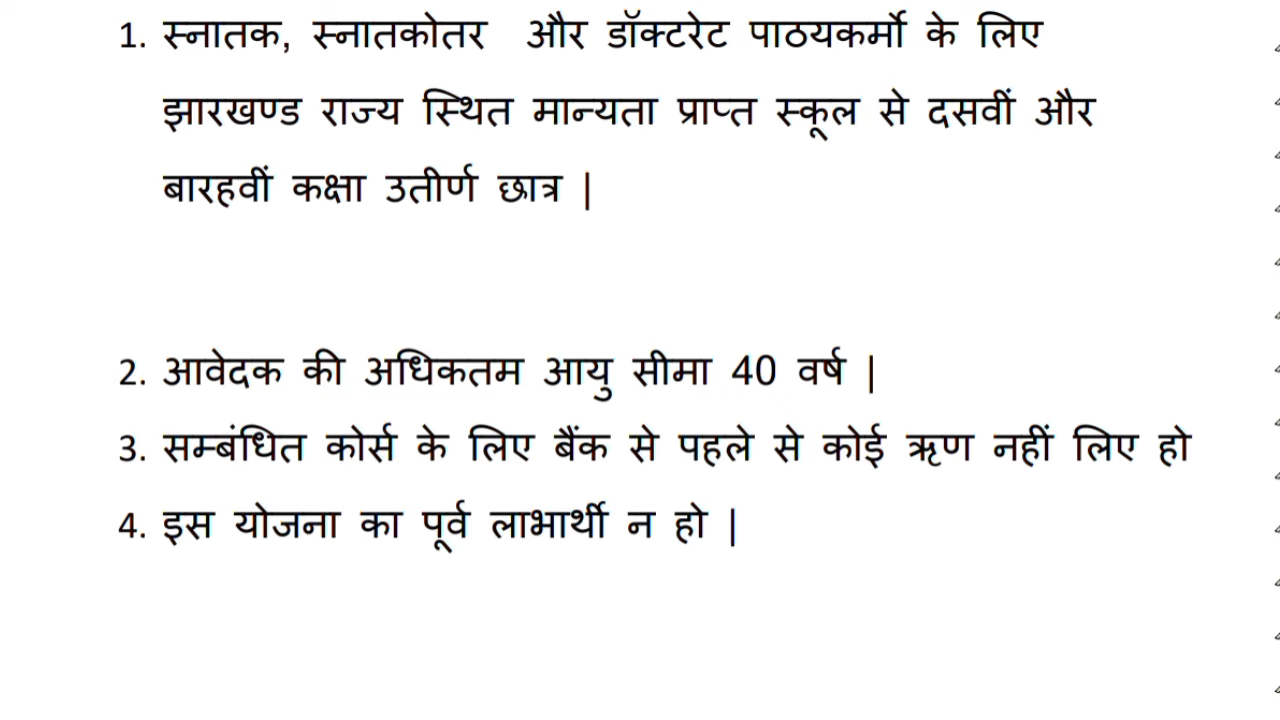 1. स्नातक, स्नातकोतर और डॉक्टरेट पाठयकर्मो के लिए
झारखण्ड राज्य स्थित मान्यता प्राप्त स्कूल से दसवीं और
बारहवीं कक्षा उतीर्ण छात्र |
2. आवेदक की अधिकतम आयु सीमा 40 वर्ष |
3. सम्बंधित कोर्स के लिए बैंक से पहले से कोई ऋण नहीं लिए हो
4. इस योजना का पूर्व लाभार्थी न हो |